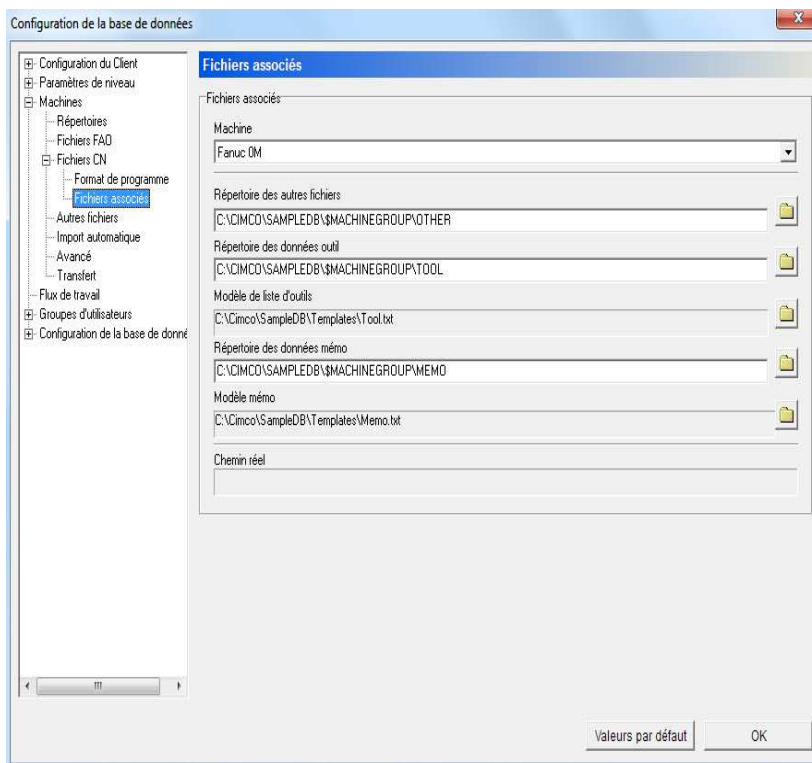 Configuration de la base de données
Configuration du Client
Paramètres de niveau
Machines
Répertoires
Fichiers FAO
Fichiers CN
Format de programme
Fichiers associés
Autres fichiers
Import automatique
Avancé
Transfert
Flux de travail
Groupes d'utilisateurs
Configuration de la base de donné
Fichiers associés
Fichiers associés
Machine
Fanuc 0M
Répertoire des autres fichiers
C:\CIMCO\SAMPLEDB\$MACHINEGROUP\OTHER
Répertoire des données outil
C:\CIMCO\SAMPLEDB\$MACHINEGROUP\TOOL
Modèle de liste d'outils
C:\Cimco\SampleDB\Templates\Tool.txt
Répertoire des données mémo
C:\CIMCO\SAMPLEDB\$MACHINEGROUP\MEMO
Modèle mémo
C:\Cimco\SampleDB\Templates\Memo.txt
Chemin réel
Valeurs par défaut
OK